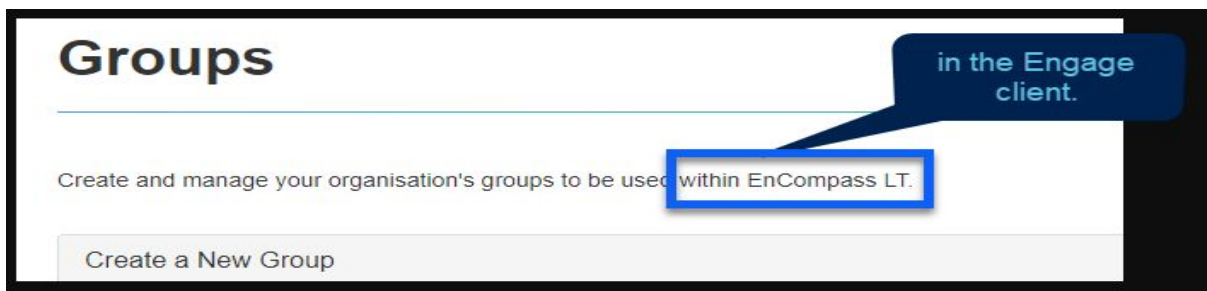 Groups
in the Engage
client.
Create and manage your organisation's groups to be used within EnCompass LT.
Create a New Group